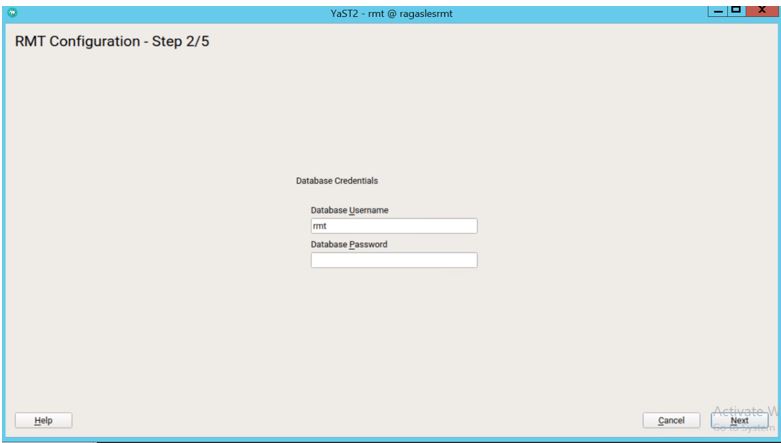 YaST2 - rmt @ ragaslesrmt
RMT Configuration - Step 2/5
Database Credentials
Database Username
rmt
Database Password
Activate W
Go to System
Help
Cancel
Next